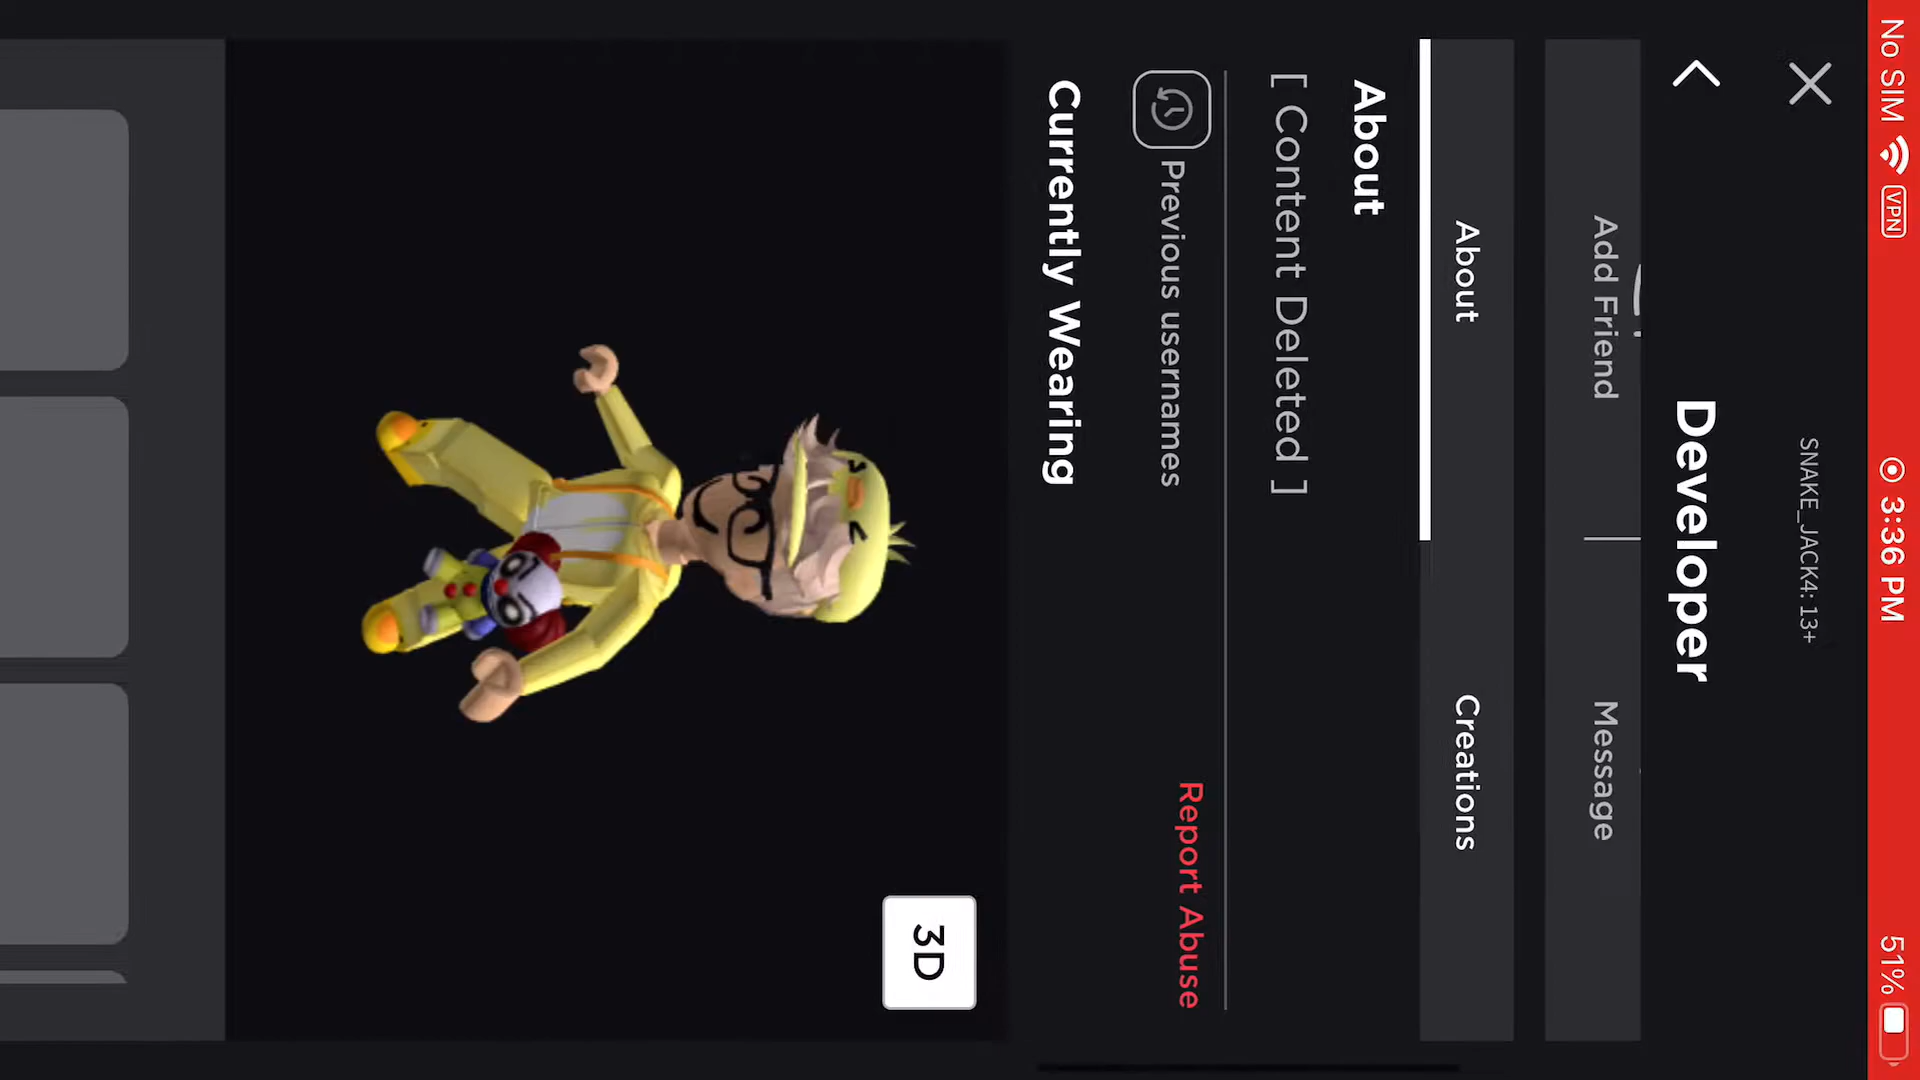 No SIM VPN 3:36 PM 51%
SNAKE_JACK4: 13+
Developer
Add Friend Message
About Creations
About
[ Content Deleted ]
Previous usernames
Report Abuse
Currently Wearing
3D